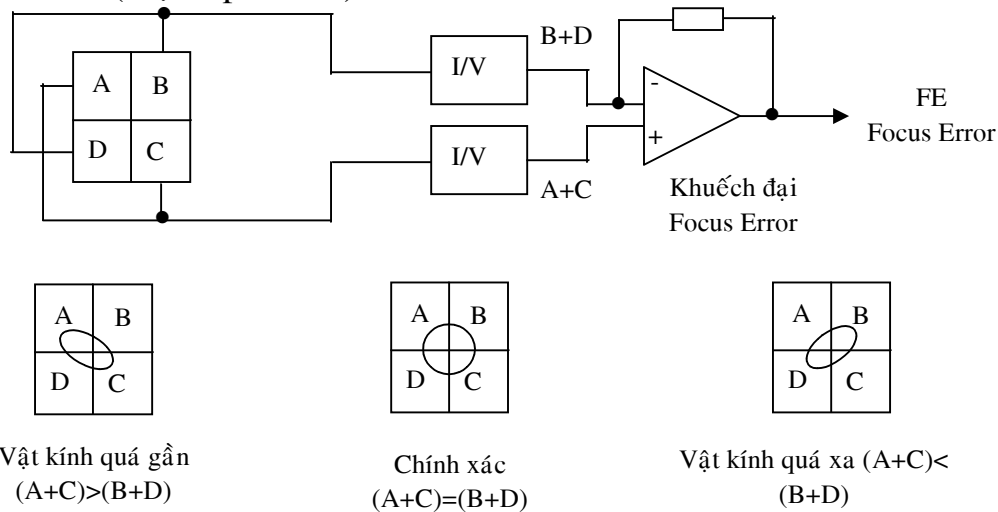 B+D
A B
I/V
-
FE
Focus Error
D C
I/V
+
A+C
Khuếch đại
Focus Error
A B
D C
A B
D C
A B
D C
Vật kính quá gần
(A+C)>(B+D)
Chính xác
(A+C)=(B+D)
Vật kính quá xa (A+C)<
(B+D)